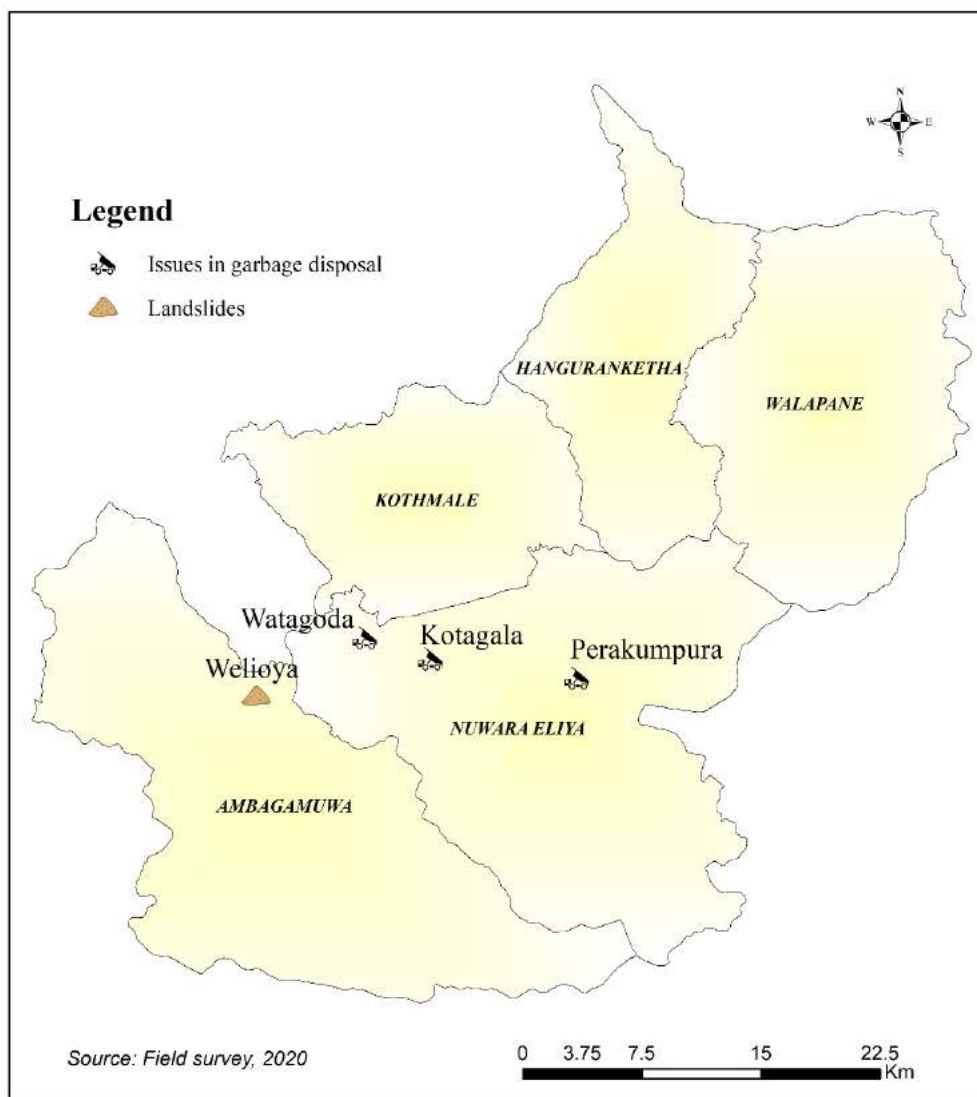 N
W E
S
Legend
Issues in garbage disposal
Landslides
HANGURANKETHA
WALAPANE
KOTHMALE
Watagoda
Kotagala
Perakumpura
Welioya
NUWARA ELIYA
AMBAGAMUWA
Source: Field survey, 2020
0 3.75 7.5 15 22.5
Km